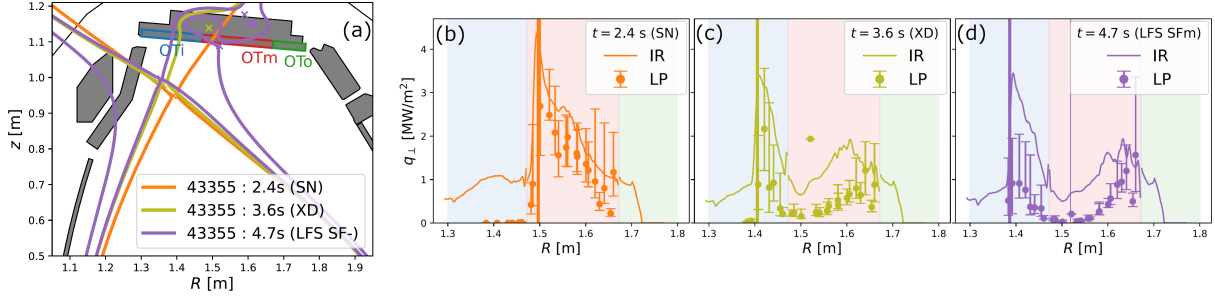 (a)
OTi
OTm
OTo
43355 : 2.4s (SN)
43355 : 3.6s (XD)
43355 : 4.7s (LFS SF-)
z [m]
1.2
1.1
1.0
0.9
0.8
0.7
0.6
0.5
1.1 1.2 1.3 1.4 1.5 1.6 1.7 1.8 1.9
R [m]
(b)
t = 2.4 s (SN)
IR
LP
q⊥ [MW/m²]
4
3
2
1
0
1.3 1.4 1.5 1.6 1.7 1.8
R [m]
(c)
t = 3.6 s (XD)
IR
LP
1.3 1.4 1.5 1.6 1.7 1.8
R [m]
(d)
t = 4.7 s (LFS SFm)
IR
LP
1.3 1.4 1.5 1.6 1.7 1.8
R [m]